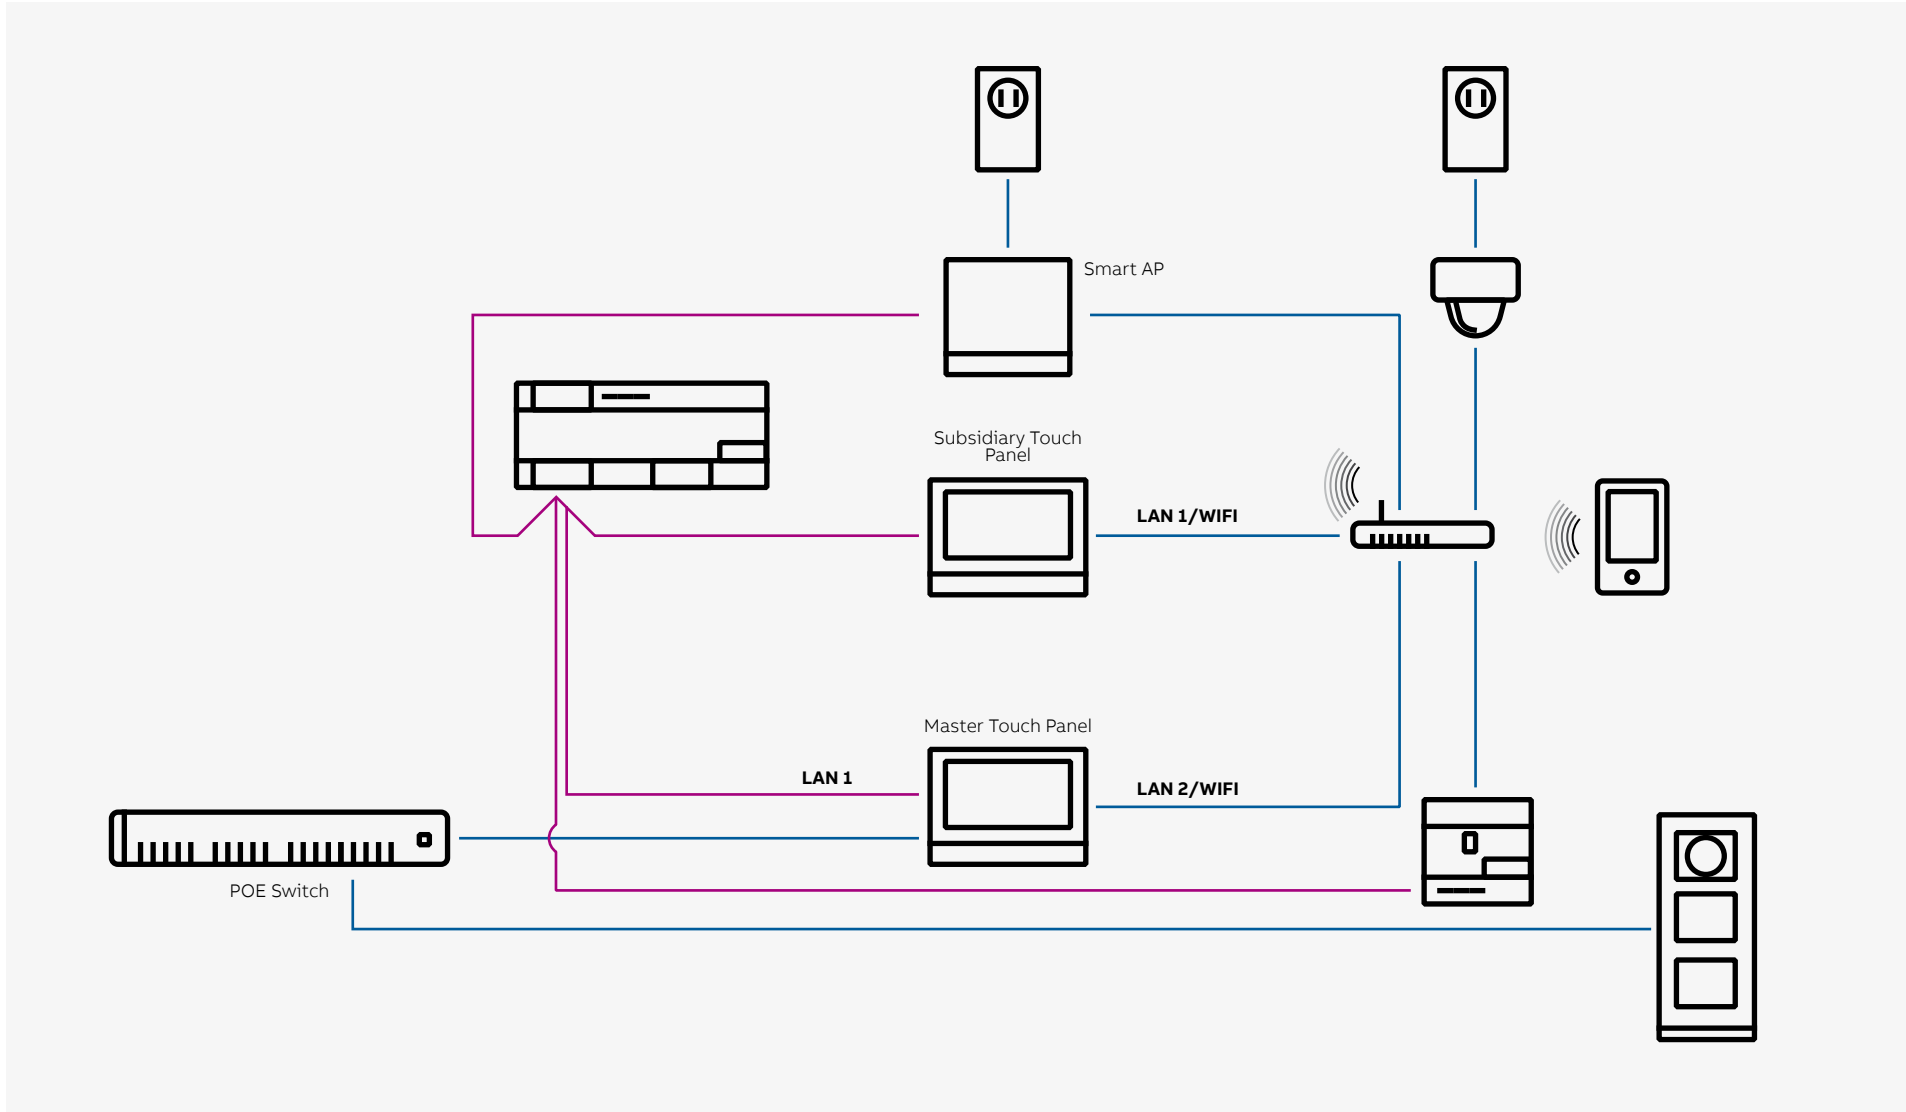 Smart AP
Subsidiary Touch
Panel
LAN 1/WIFI
Master Touch Panel
LAN 1
LAN 2/WIFI
POE Switch